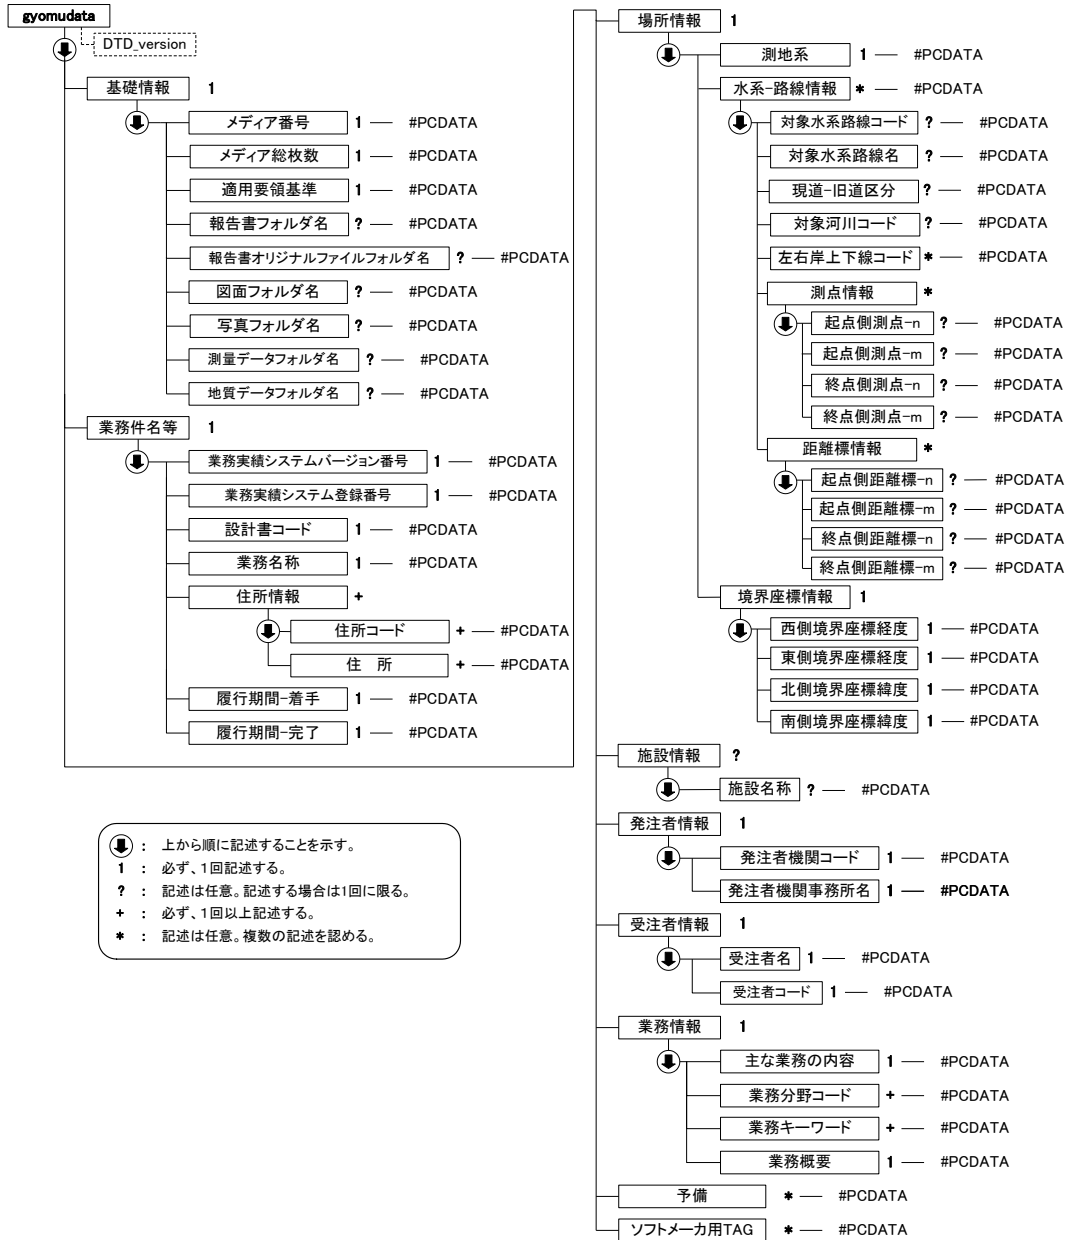 gyomudata
DTD_version
基礎情報 1
メディア番号 1 ― #PCDATA
メディア総枚数 1 ― #PCDATA
適用要領基準 1 ― #PCDATA
報告書フォルダ名 ? ― #PCDATA
報告書オリジナルファイルフォルダ名 ? ― #PCDATA
図面フォルダ名 ? ― #PCDATA
写真フォルダ名 ? ― #PCDATA
測量データフォルダ名 ? ― #PCDATA
地質データフォルダ名 ? ― #PCDATA
業務件名等 1
業務実績システムバージョン番号 1 ― #PCDATA
業務実績システム登録番号 1 ― #PCDATA
設計書コード 1 ― #PCDATA
業務名称 1 ― #PCDATA
住所情報 +
住所コード + ― #PCDATA
住 所 + ― #PCDATA
履行期間-着手 1 ― #PCDATA
履行期間-完了 1 ― #PCDATA
: 上から順に記述することを示す。
1 : 必ず、1回記述する。
? : 記述は任意。記述する場合は1回に限る。
+ : 必ず、1回以上記述する。
* : 記述は任意。複数の記述を認める。
場所情報 1
測地系 1 ― #PCDATA
水系-路線情報 * ― #PCDATA
対象水系路線コード ? ― #PCDATA
対象水系路線名 ? ― #PCDATA
現道-旧道区分 ? ― #PCDATA
対象河川コード ? ― #PCDATA
左右岸上下線コード * ― #PCDATA
測点情報 *
起点側測点-n ? ― #PCDATA
起点側測点-m ? ― #PCDATA
終点側測点-n ? ― #PCDATA
終点側測点-m ? ― #PCDATA
距離標情報 *
起点側距離標-n ? ― #PCDATA
起点側距離標-m ? ― #PCDATA
終点側距離標-n ? ― #PCDATA
終点側距離標-m ? ― #PCDATA
境界座標情報 1
西側境界座標経度 1 ― #PCDATA
東側境界座標経度 1 ― #PCDATA
北側境界座標緯度 1 ― #PCDATA
南側境界座標緯度 1 ― #PCDATA
施設情報 ?
施設名称 ? ― #PCDATA
発注者情報 1
発注者機関コード 1 ― #PCDATA
発注者機関事務所名 1 ― #PCDATA
受注者情報 1
受注者名 1 ― #PCDATA
受注者コード 1 ― #PCDATA
業務情報 1
主な業務の内容 1 ― #PCDATA
業務分野コード + ― #PCDATA
業務キーワード + ― #PCDATA
業務概要 1 ― #PCDATA
予備 * ― #PCDATA
ソフトメーカ用TAG * ― #PCDATA